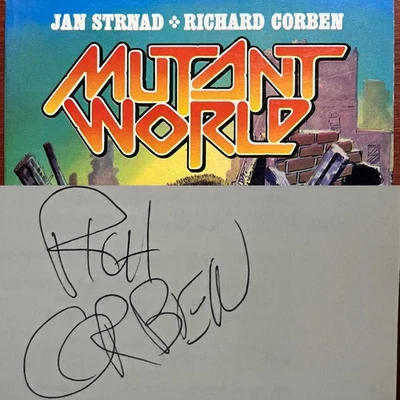 JAN STRNAD ✤ RICHARD CORBEN
MUTANT
WORLD
RICH
CORBEN